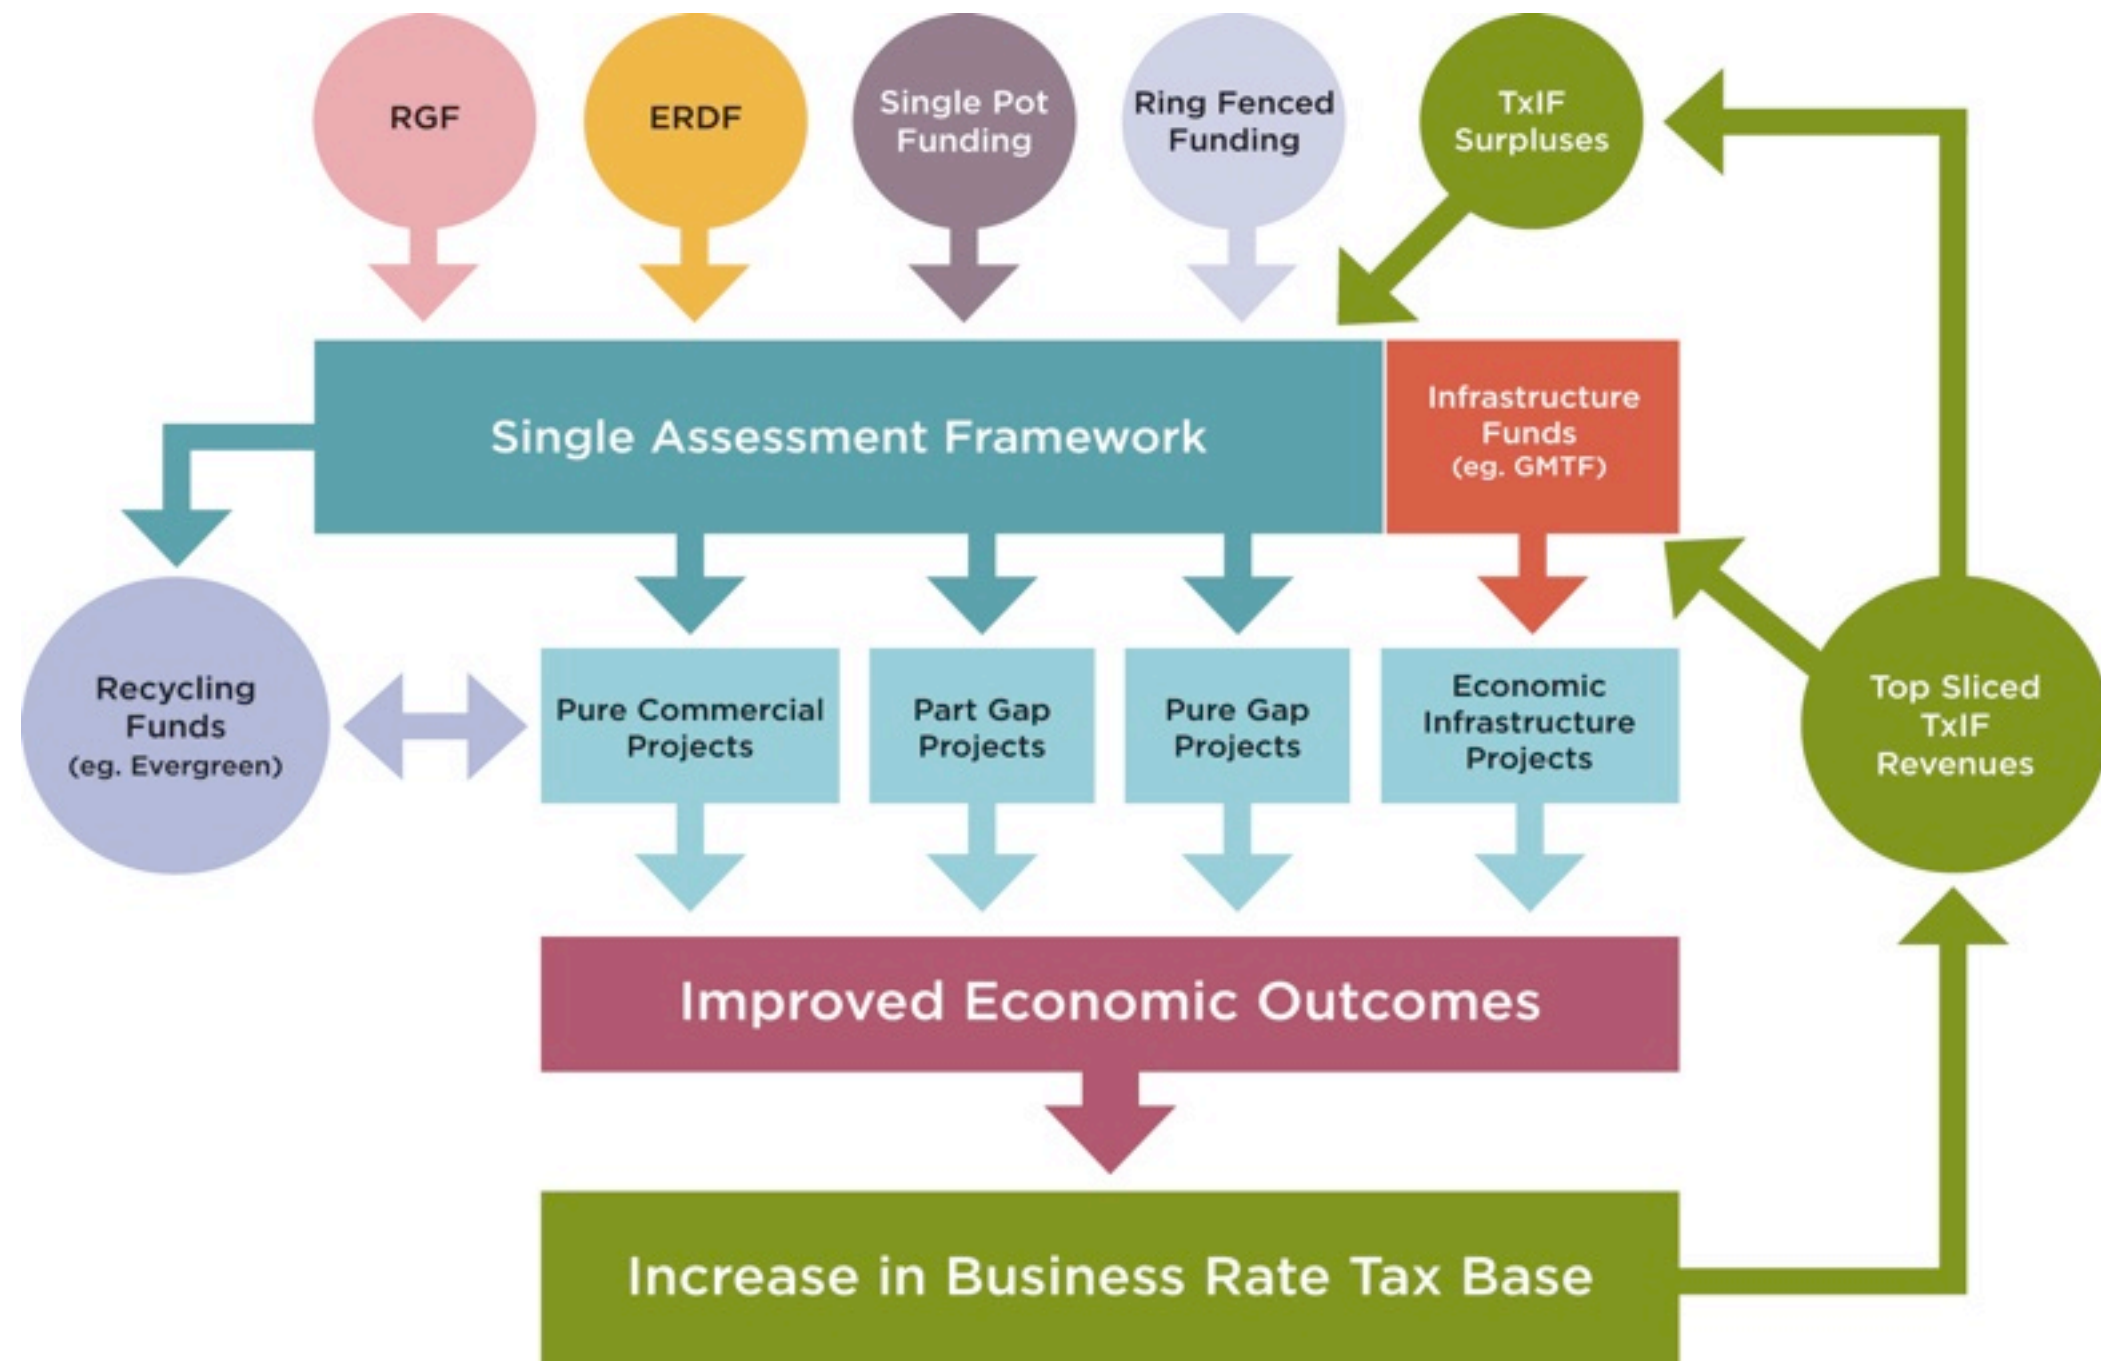 RGF
ERDF
Single Pot
Funding
Ring Fenced
Funding
TxIF
Surpluses
Single Assessment Framework
Infrastructure
Funds
(eg. GMTF)
Recycling
Funds
(eg. Evergreen)
Pure Commercial
Projects
Part Gap
Projects
Pure Gap
Projects
Economic
Infrastructure
Projects
Top Sliced
TxIF
Revenues
Improved Economic Outcomes
Increase in Business Rate Tax Base